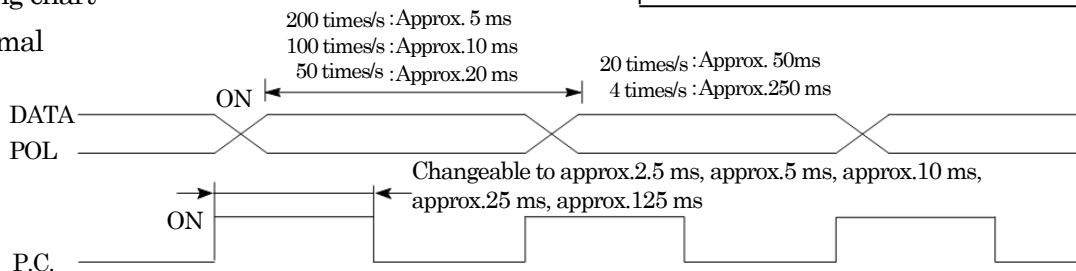 mal
200 times/s : Approx. 5 ms
100 times/s : Approx.10 ms
50 times/s : Approx.20 ms
20 times/s : Approx. 50ms
4 times/s : Approx.250 ms
ON
DATA
POL
Changeable to approx.2.5 ms, approx.5 ms, approx.10 ms,
approx.25 ms, approx.125 ms
ON
P.C.